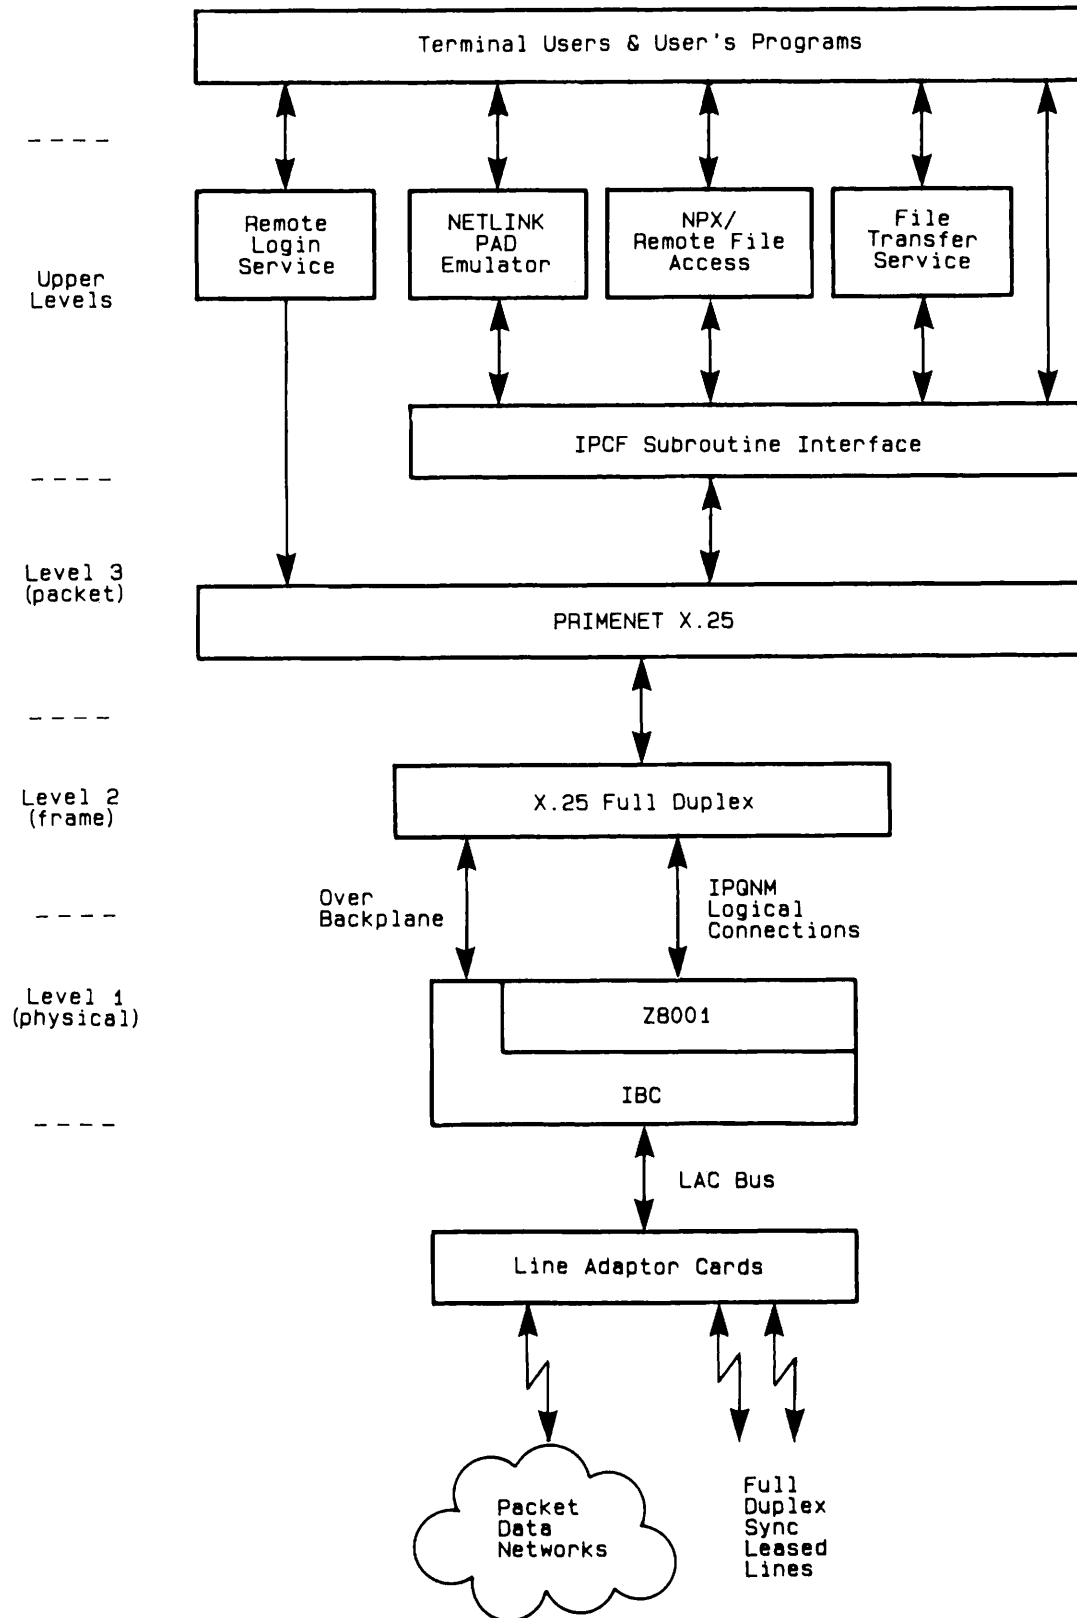 Terminal Users & User's Programs
Remote
Login
Service
NETLINK
PAD
Emulator
NPX/
Remote File
Access
File
Transfer
Service
Upper
Levels
IPCF Subroutine Interface
Level 3
(packet)
PRIMENET X.25
Level 2
(frame)
X.25 Full Duplex
Over
Backplane
IPQNM
Logical
Connections
Level 1
(physical)
Z8001
IBC
LAC Bus
Line Adaptor Cards
Packet
Data
Networks
Full
Duplex
Sync
Leased
Lines